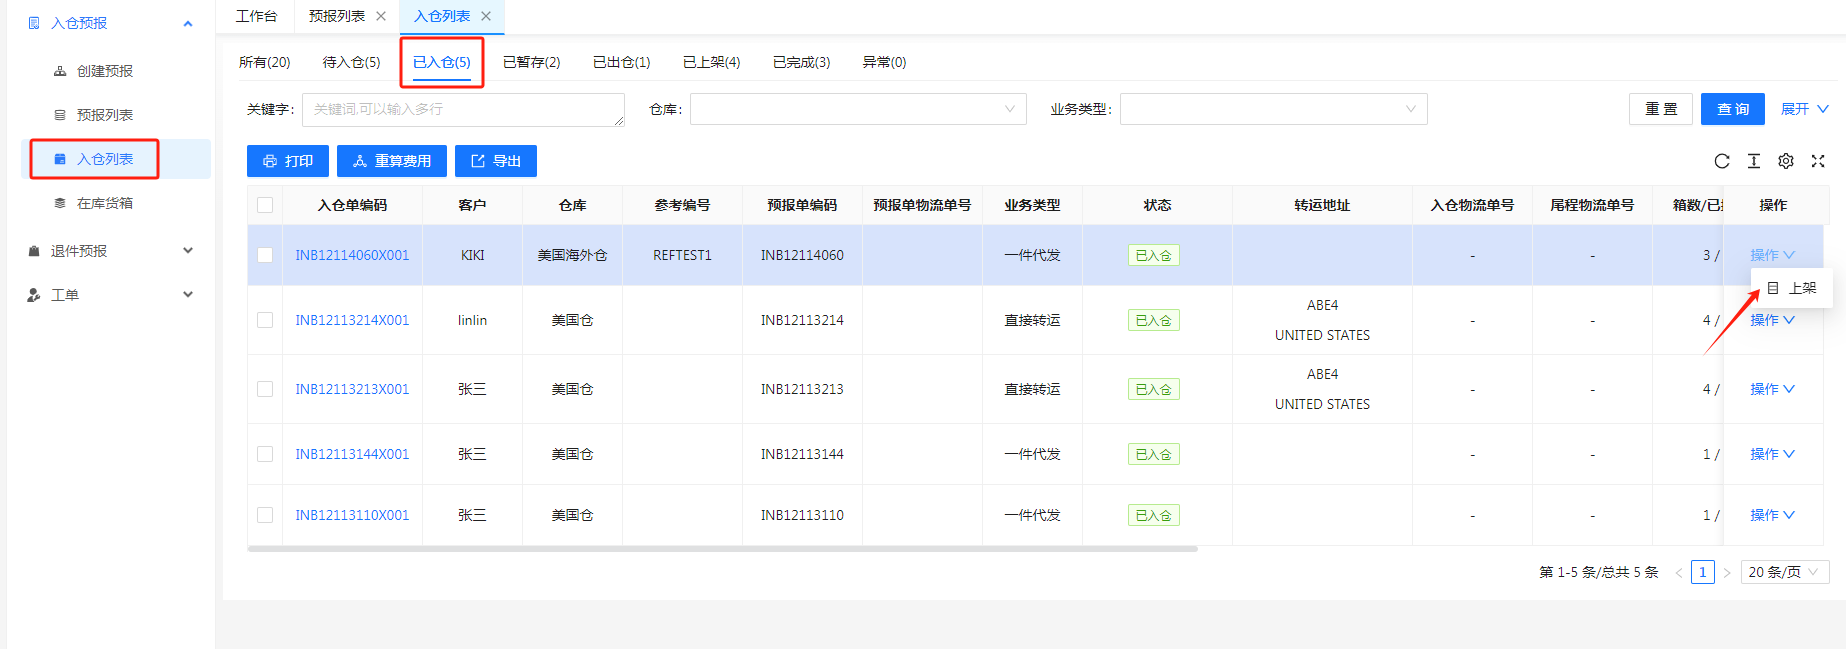 入仓预报
创建预报
预报列表
入仓列表
在库货箱
退件预报
工单
工作台 预报列表 入仓列表
所有(20) 待入仓(5) 已入仓(5) 已暂存(2) 已出仓(1) 已上架(4) 已完成(3) 异常(0)
关键字: 关键词,可以输入多行 仓库: 业务类型: 重 置 查 询 展开
打印 重算费用 导出
入仓单编码 客户 仓库 参考编号 预报单编码 预报单物流单号 业务类型 状态 转运地址 入仓物流单号 尾程物流单号 箱数/已 操作
INB12114060X001 KIKI 美国海外仓 REFTEST1 INB12114060 一件代发 已入仓 - - 3 / 操作
上架
INB12113214X001 linlin 美国仓 INB12113214 直接转运 已入仓 ABE4 UNITED STATES - - 4 / 操作
INB12113213X001 张三 美国仓 INB12113213 直接转运 已入仓 ABE4 UNITED STATES - - 4 / 操作
INB12113144X001 张三 美国仓 INB12113144 一件代发 已入仓 - - 1 / 操作
INB12113110X001 张三 美国仓 INB12113110 一件代发 已入仓 - - 1 / 操作
第 1-5 条/总共 5 条 < 1 > 20 条/页